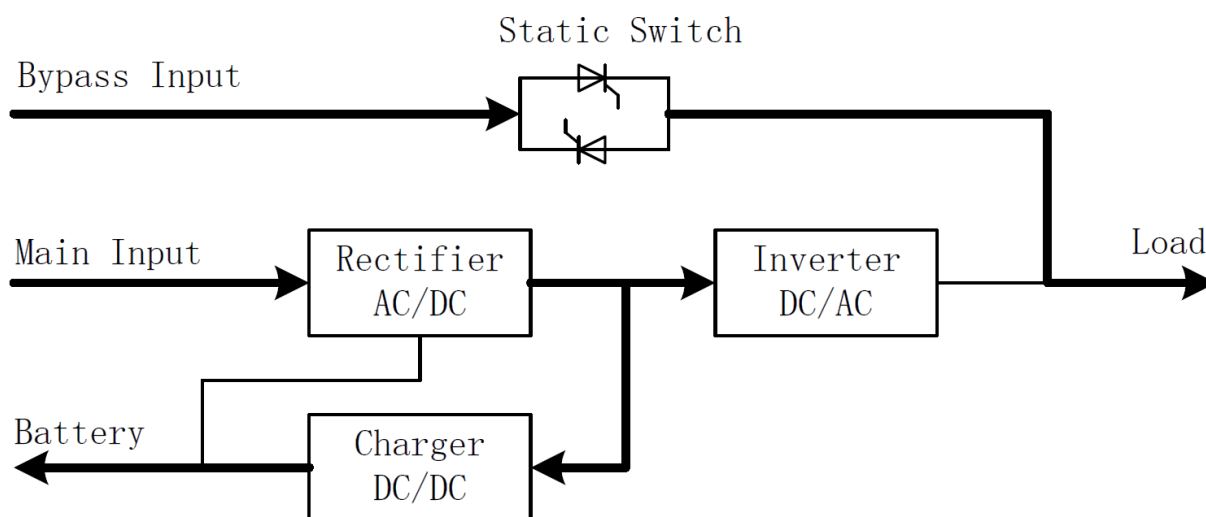 Static Switch
Bypass Input
Main Input
Rectifier
AC/DC
Inverter
DC/AC
Load
Battery
Charger
DC/DC